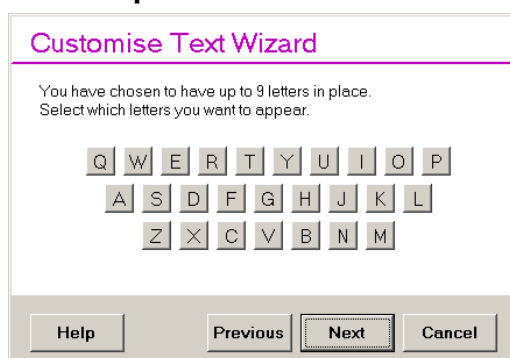 Customise Text Wizard
You have chosen to have up to 9 letters in place.
Select which letters you want to appear.
Q W E R T Y U I O P
A S D F G H J K L
Z X C V B N M
Help Previous Next Cancel